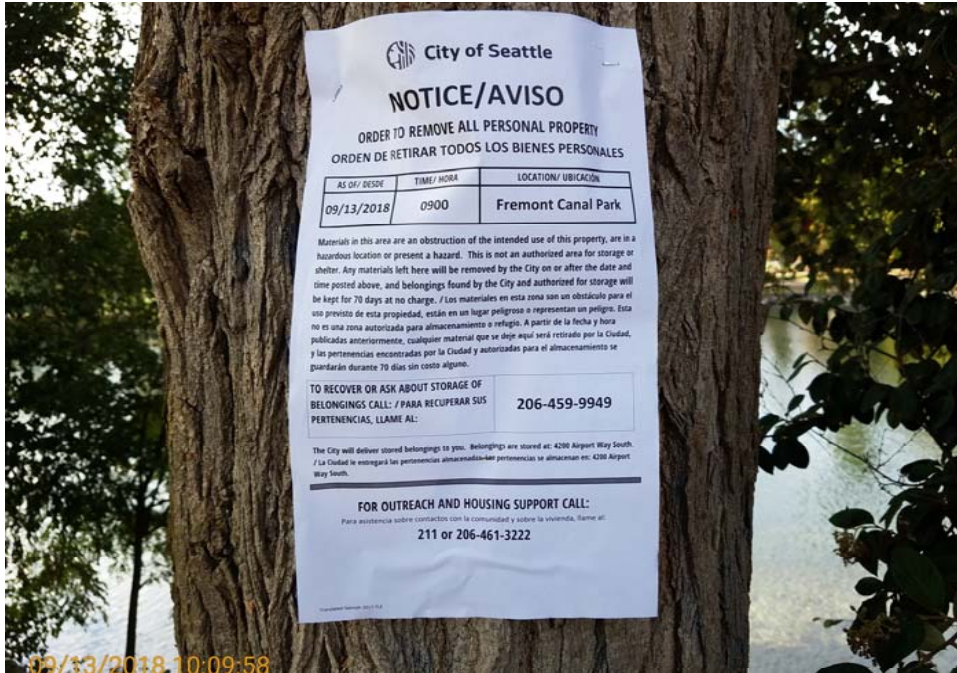 City of Seattle
NOTICE/AVISO
ORDER TO REMOVE ALL PERSONAL PROPERTY
ORDEN DE RETIRAR TODOS LOS BIENES PERSONALES
AS OF/ DESDE TIME/ HORA LOCATION/ UBICACIÓN
09/13/2018 0900 Fremont Canal Park
Materials in this area are an obstruction of the intended use of this property, are in a
hazardous location or present a hazard. This is not an authorized area for storage or
shelter. Any materials left here will be removed by the City on or after the date and
time posted above, and belongings found by the City and authorized for storage will
be kept for 70 days at no charge. / Los materiales en esta zona son un obstáculo para el
uso previsto de esta propiedad, están en un lugar peligroso o representan un peligro. Esta
no es una zona autorizada para almacenamiento o refugio. A partir de la fecha y hora
publicadas anteriormente, cualquier material que se deje aquí será retirado por la Ciudad,
y las pertenencias encontradas por la Ciudad y autorizadas para el almacenamiento se
guardarán durante 70 días sin costo alguno.
TO RECOVER OR ASK ABOUT STORAGE OF
BELONGINGS CALL: / PARA RECUPERAR SUS
PERTENENCIAS, LLAME AL:
206-459-9949
The City will deliver stored belongings to you. Belongings are stored at: 4200 Airport Way South.
/ La Ciudad le entregará las pertenencias almacenadas. Las pertenencias se almacenan en: 4200 Airport
Way South.
FOR OUTREACH AND HOUSING SUPPORT CALL:
Para asistencia sobre contactos con la comunidad y sobre la vivienda, llame al:
211 or 206-461-3222
09/13/2018 10:09:58